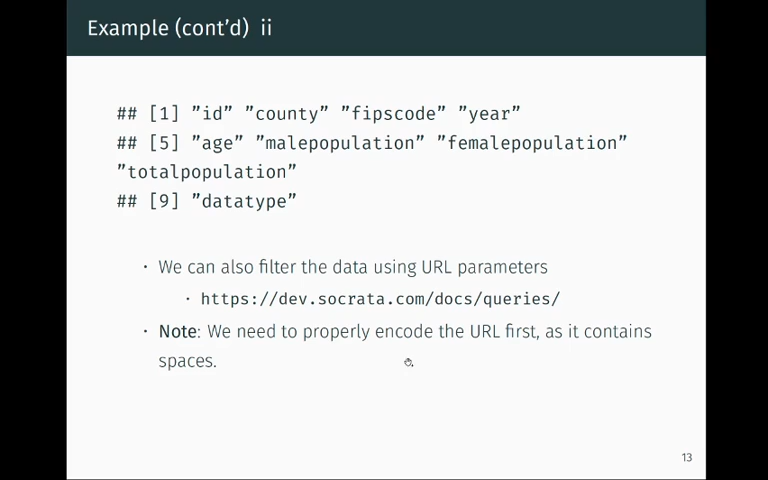 Example (cont’d) ii
## [1] ”id” ”county” ”fipscode” ”year”
## [5] ”age” ”malepopulation” ”femalepopulation”
”totalpopulation”
## [9] ”datatype”
· We can also filter the data using URL parameters
· https://dev.socrata.com/docs/queries/
· Note: We need to properly encode the URL first, as it contains
spaces.
13